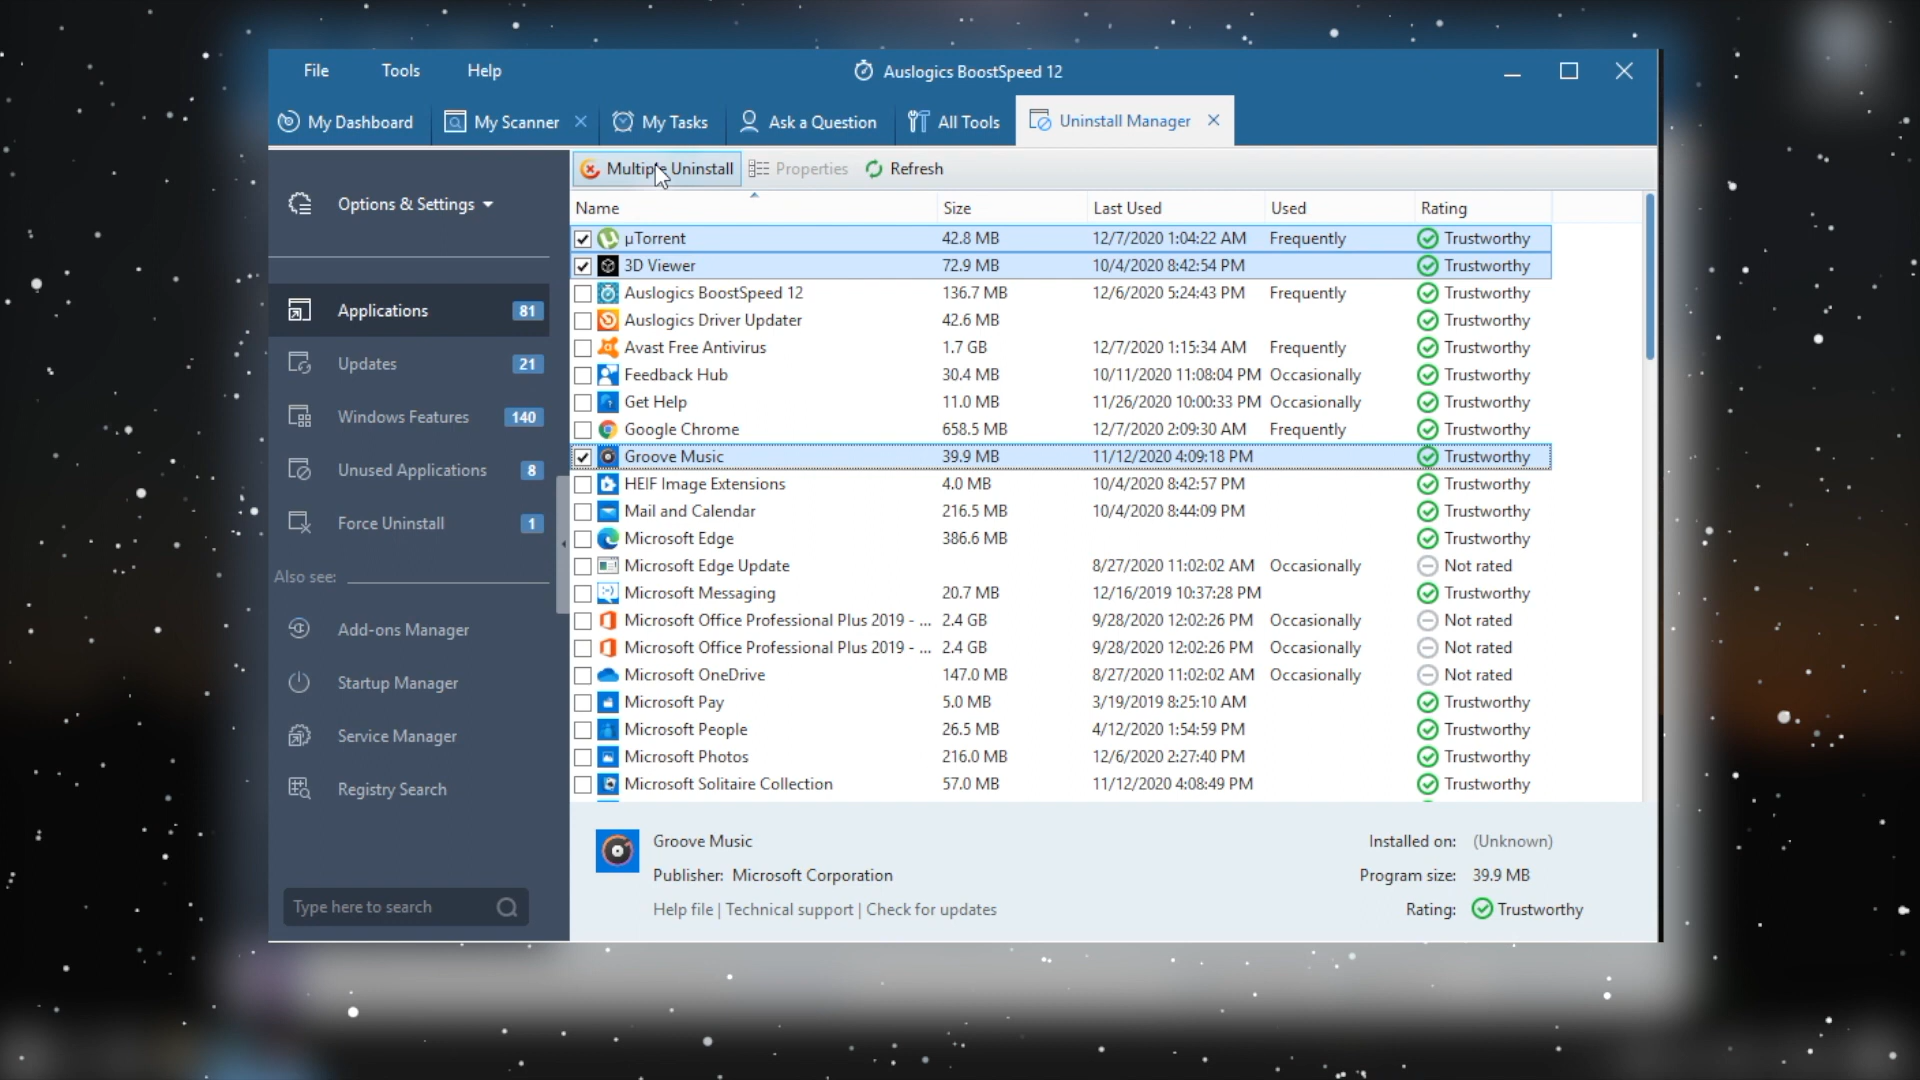 File Tools Help Auslogics BoostSpeed 12
My Dashboard My Scanner My Tasks Ask a Question All Tools Uninstall Manager
Multiple Uninstall Properties Refresh
Options & Settings
Applications 81
Updates 21
Windows Features 140
Unused Applications 8
Force Uninstall 1
Also see:
Add-ons Manager
Startup Manager
Service Manager
Registry Search
Type here to search
Name Size Last Used Used Rating
µTorrent 42.8 MB 12/7/2020 1:04:22 AM Frequently Trustworthy
3D Viewer 72.9 MB 10/4/2020 8:42:54 PM Trustworthy
Auslogics BoostSpeed 12 136.7 MB 12/6/2020 5:24:43 PM Frequently Trustworthy
Auslogics Driver Updater 42.6 MB Trustworthy
Avast Free Antivirus 1.7 GB 12/7/2020 1:15:34 AM Frequently Trustworthy
Feedback Hub 30.4 MB 10/11/2020 11:08:04 PM Occasionally Trustworthy
Get Help 11.0 MB 11/26/2020 10:00:33 PM Occasionally Trustworthy
Google Chrome 658.5 MB 12/7/2020 2:09:30 AM Frequently Trustworthy
Groove Music 39.9 MB 11/12/2020 4:09:18 PM Trustworthy
HEIF Image Extensions 4.0 MB 10/4/2020 8:42:57 PM Trustworthy
Mail and Calendar 216.5 MB 10/4/2020 8:44:09 PM Trustworthy
Microsoft Edge 386.6 MB Trustworthy
Microsoft Edge Update 8/27/2020 11:02:02 AM Occasionally Not rated
Microsoft Messaging 20.7 MB 12/16/2019 10:37:28 PM Trustworthy
Microsoft Office Professional Plus 2019 - ... 2.4 GB 9/28/2020 12:02:26 PM Occasionally Not rated
Microsoft Office Professional Plus 2019 - ... 2.4 GB 9/28/2020 12:02:26 PM Occasionally Not rated
Microsoft OneDrive 147.0 MB 8/27/2020 11:02:02 AM Occasionally Not rated
Microsoft Pay 5.0 MB 3/19/2019 8:25:10 AM Trustworthy
Microsoft People 26.5 MB 4/12/2020 1:54:59 PM Trustworthy
Microsoft Photos 216.0 MB 12/6/2020 2:27:40 PM Trustworthy
Microsoft Solitaire Collection 57.0 MB 11/12/2020 4:08:49 PM Trustworthy
Groove Music Installed on: (Unknown)
Publisher: Microsoft Corporation Program size: 39.9 MB
Help file | Technical support | Check for updates Rating: Trustworthy